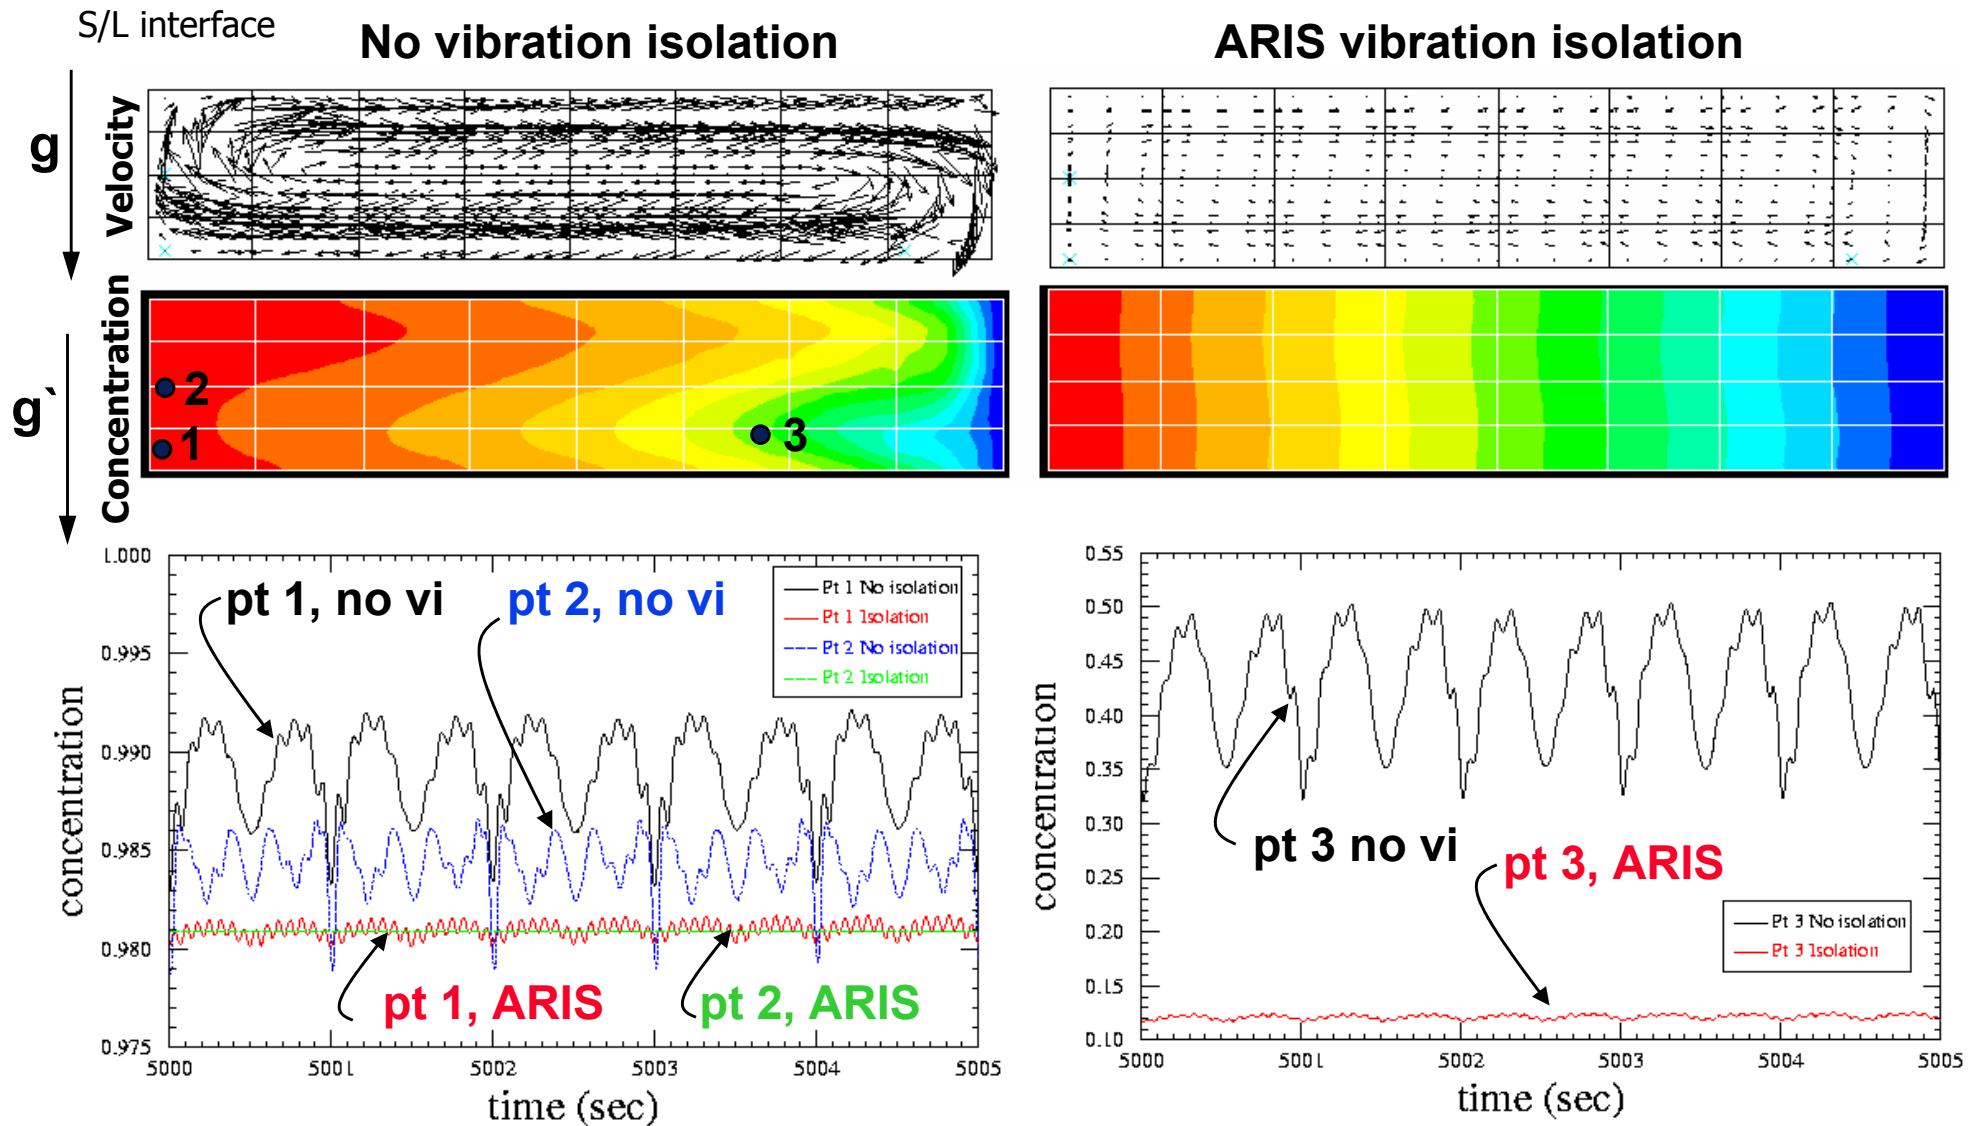 S/L interface
No vibration isolation
ARIS vibration isolation
g
Velocity
g`
Concentration
2
1
3
1.000
0.995
0.990
0.985
0.980
0.975
concentration
pt 1, no vi
pt 2, no vi
Pt 1 No isolation
Pt 1 Isolation
Pt 2 No isolation
Pt 2 Isolation
pt 1, ARIS
pt 2, ARIS
5000 5001 5002 5003 5004 5005
time (sec)
0.55
0.50
0.45
0.40
0.35
0.30
0.25
0.20
0.15
0.10
concentration
pt 3 no vi
pt 3, ARIS
Pt 3 No isolation
Pt 3 Isolation
5000 5001 5002 5003 5004 5005
time (sec)